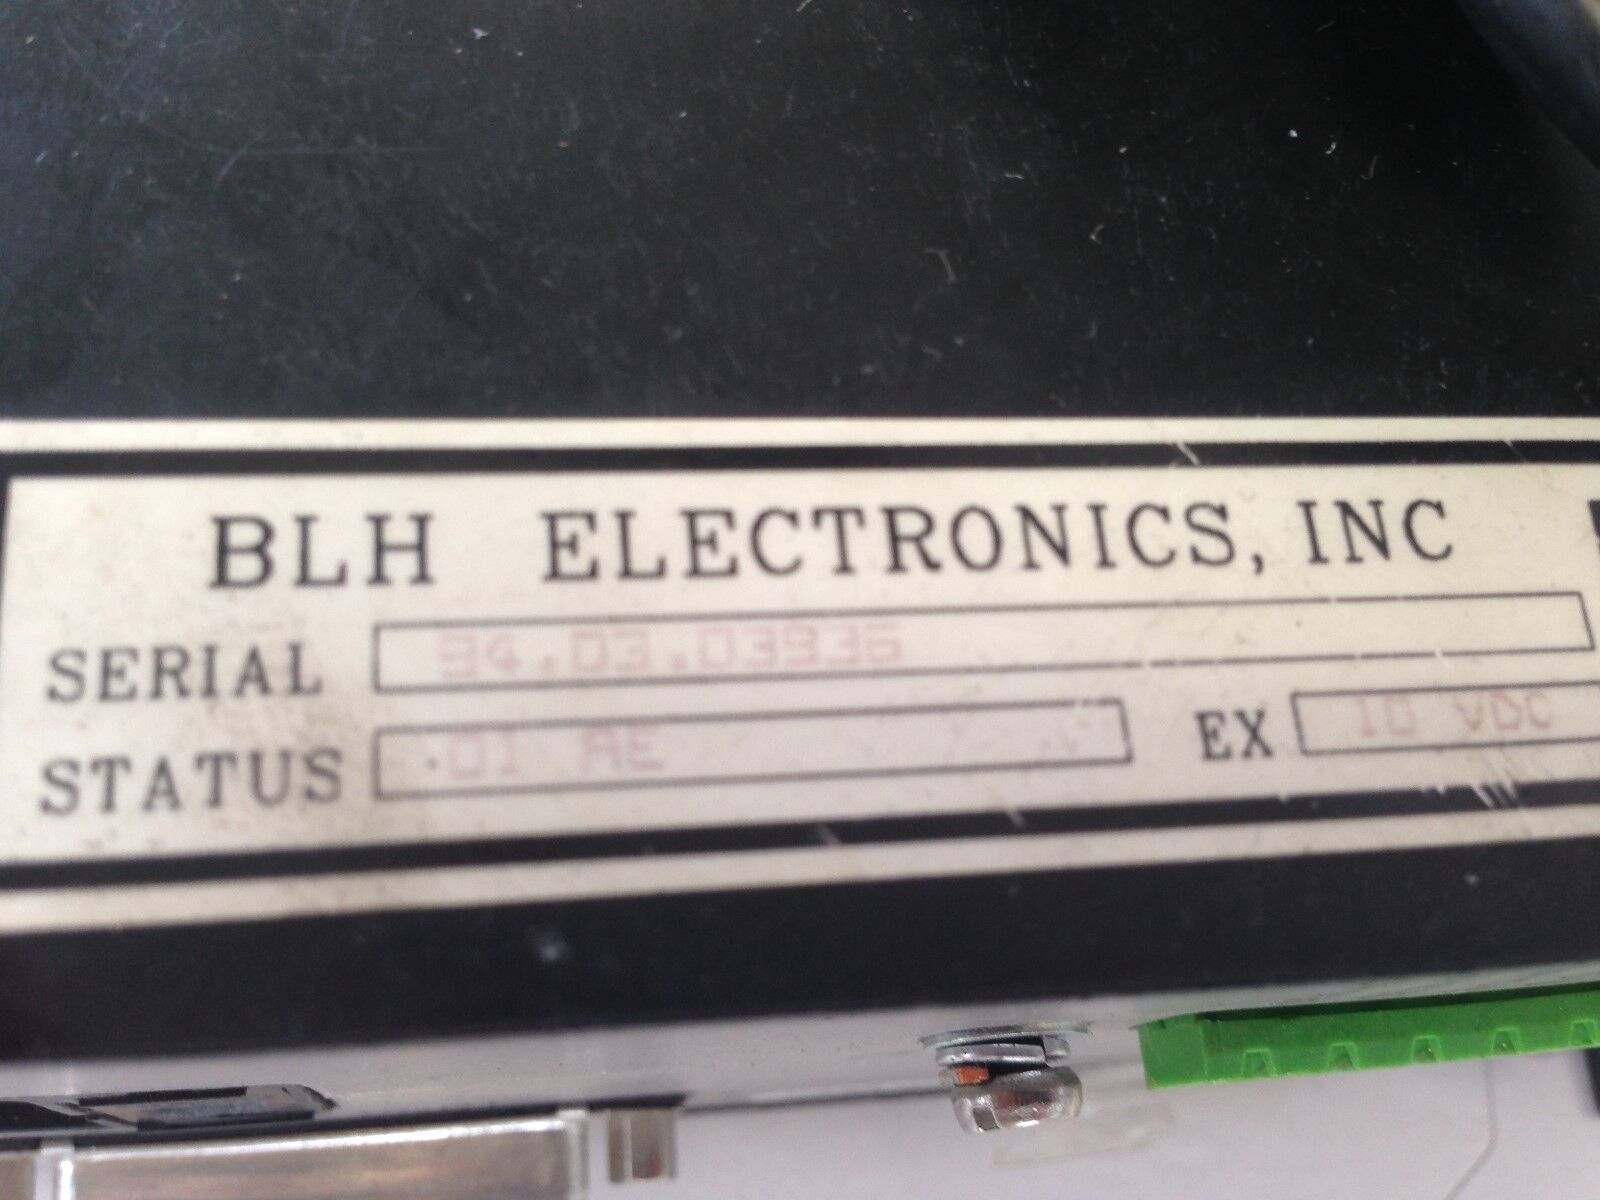 BLH ELECTRONICS, INC
SERIAL 94.03.03936
STATUS 01 AE EX 10 VDC